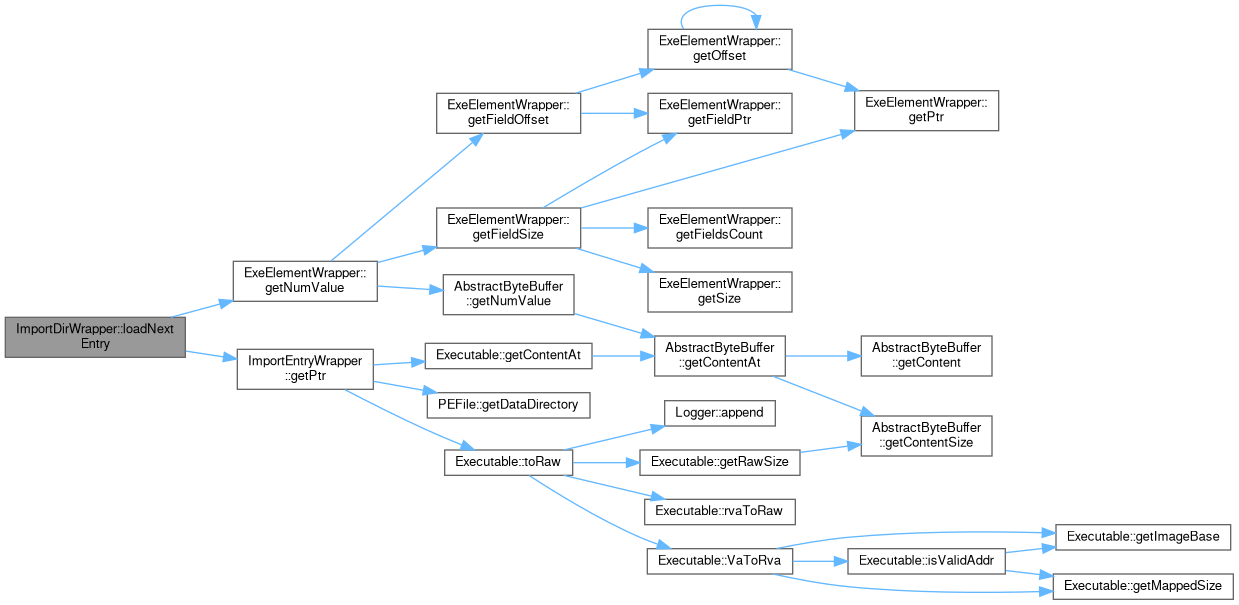 ExeElementWrapper::
getOffset
ExeElementWrapper::
getFieldOffset
ExeElementWrapper::
getFieldPtr
ExeElementWrapper::
getPtr
ExeElementWrapper::
getFieldSize
ExeElementWrapper::
getFieldsCount
ExeElementWrapper::
getNumValue
AbstractByteBuffer
::getNumValue
ExeElementWrapper::
getSize
ImportDirWrapper::loadNext
Entry
ImportEntryWrapper
::getPtr
Executable::getContentAt
AbstractByteBuffer
::getContentAt
AbstractByteBuffer
::getContent
PEFile::getDataDirectory
Logger::append
AbstractByteBuffer
::getContentSize
Executable::toRaw
Executable::getRawSize
Executable::rvaToRaw
Executable::VaToRva
Executable::isValidAddr
Executable::getImageBase
Executable::getMappedSize